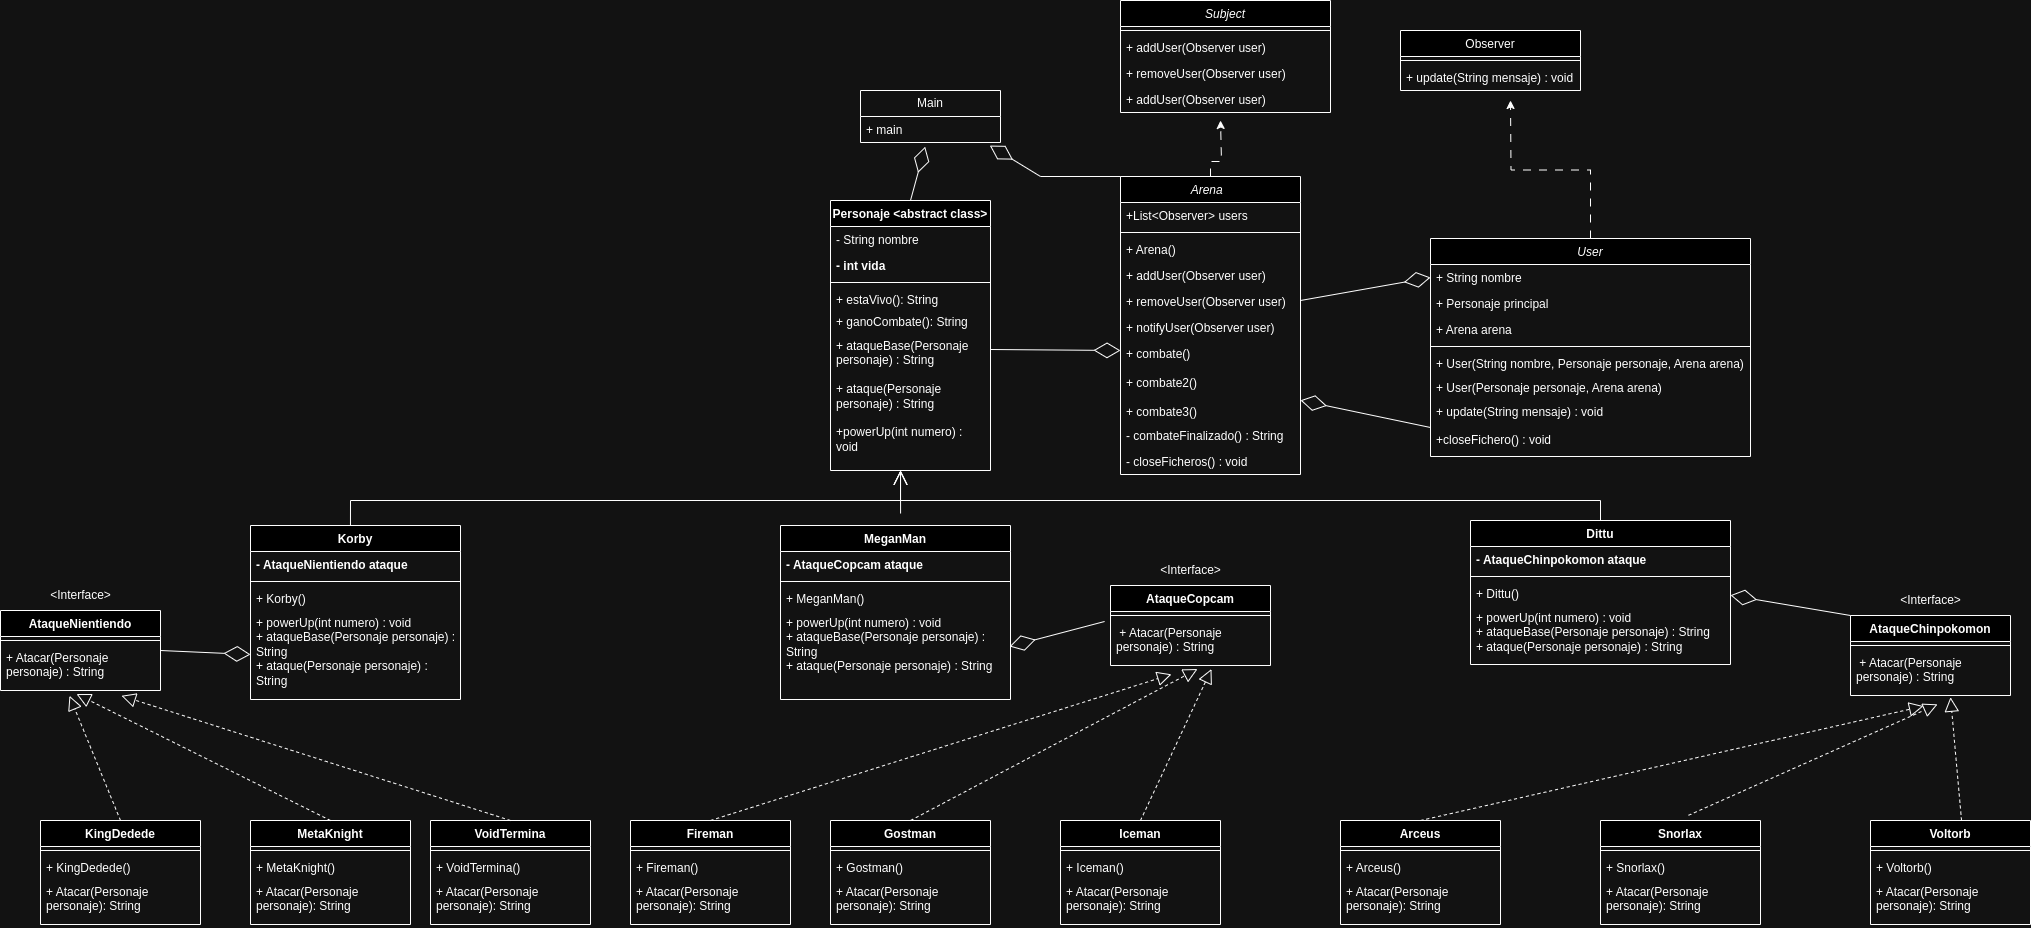 Subject
+ addUser(Observer user)
+ removeUser(Observer user)
+ addUser(Observer user)
Observer
+ update(String mensaje) : void
Main
+ main
Personaje <abstract class>
- String nombre
- int vida
+ estaVivo(): String
+ ganoCombate(): String
+ ataqueBase(Personaje
personaje) : String
+ ataque(Personaje
personaje) : String
+powerUp(int numero) :
void
Arena
+List<Observer> users
+ Arena()
+ addUser(Observer user)
+ removeUser(Observer user)
+ notifyUser(Observer user)
+ combate()
+ combate2()
+ combate3()
- combateFinalizado() : String
- closeFicheros() : void
User
+ String nombre
+ Personaje principal
+ Arena arena
+ User(String nombre, Personaje personaje, Arena arena)
+ User(Personaje personaje, Arena arena)
+ update(String mensaje) : void
+closeFichero() : void
<Interface>
AtaqueNientiendo
+ Atacar(Personaje
personaje) : String
Korby
- AtaqueNientiendo ataque
+ Korby()
+ powerUp(int numero) : void
+ ataqueBase(Personaje personaje) :
String
+ ataque(Personaje personaje) :
String
MeganMan
- AtaqueCopcam ataque
+ MeganMan()
+ powerUp(int numero) : void
+ ataqueBase(Personaje personaje) :
String
+ ataque(Personaje personaje) : String
<Interface>
AtaqueCopcam
+ Atacar(Personaje
personaje) : String
Dittu
- AtaqueChinpokomon ataque
+ Dittu()
+ powerUp(int numero) : void
+ ataqueBase(Personaje personaje) : String
+ ataque(Personaje personaje) : String
<Interface>
AtaqueChinpokomon
+ Atacar(Personaje
personaje) : String
KingDedede
+ KingDedede()
+ Atacar(Personaje
personaje): String
MetaKnight
+ MetaKnight()
+ Atacar(Personaje
personaje): String
VoidTermina
+ VoidTermina()
+ Atacar(Personaje
personaje): String
Fireman
+ Fireman()
+ Atacar(Personaje
personaje): String
Gostman
+ Gostman()
+ Atacar(Personaje
personaje): String
Iceman
+ Iceman()
+ Atacar(Personaje
personaje): String
Arceus
+ Arceus()
+ Atacar(Personaje
personaje): String
Snorlax
+ Snorlax()
+ Atacar(Personaje
personaje): String
Voltorb
+ Voltorb()
+ Atacar(Personaje
personaje): String